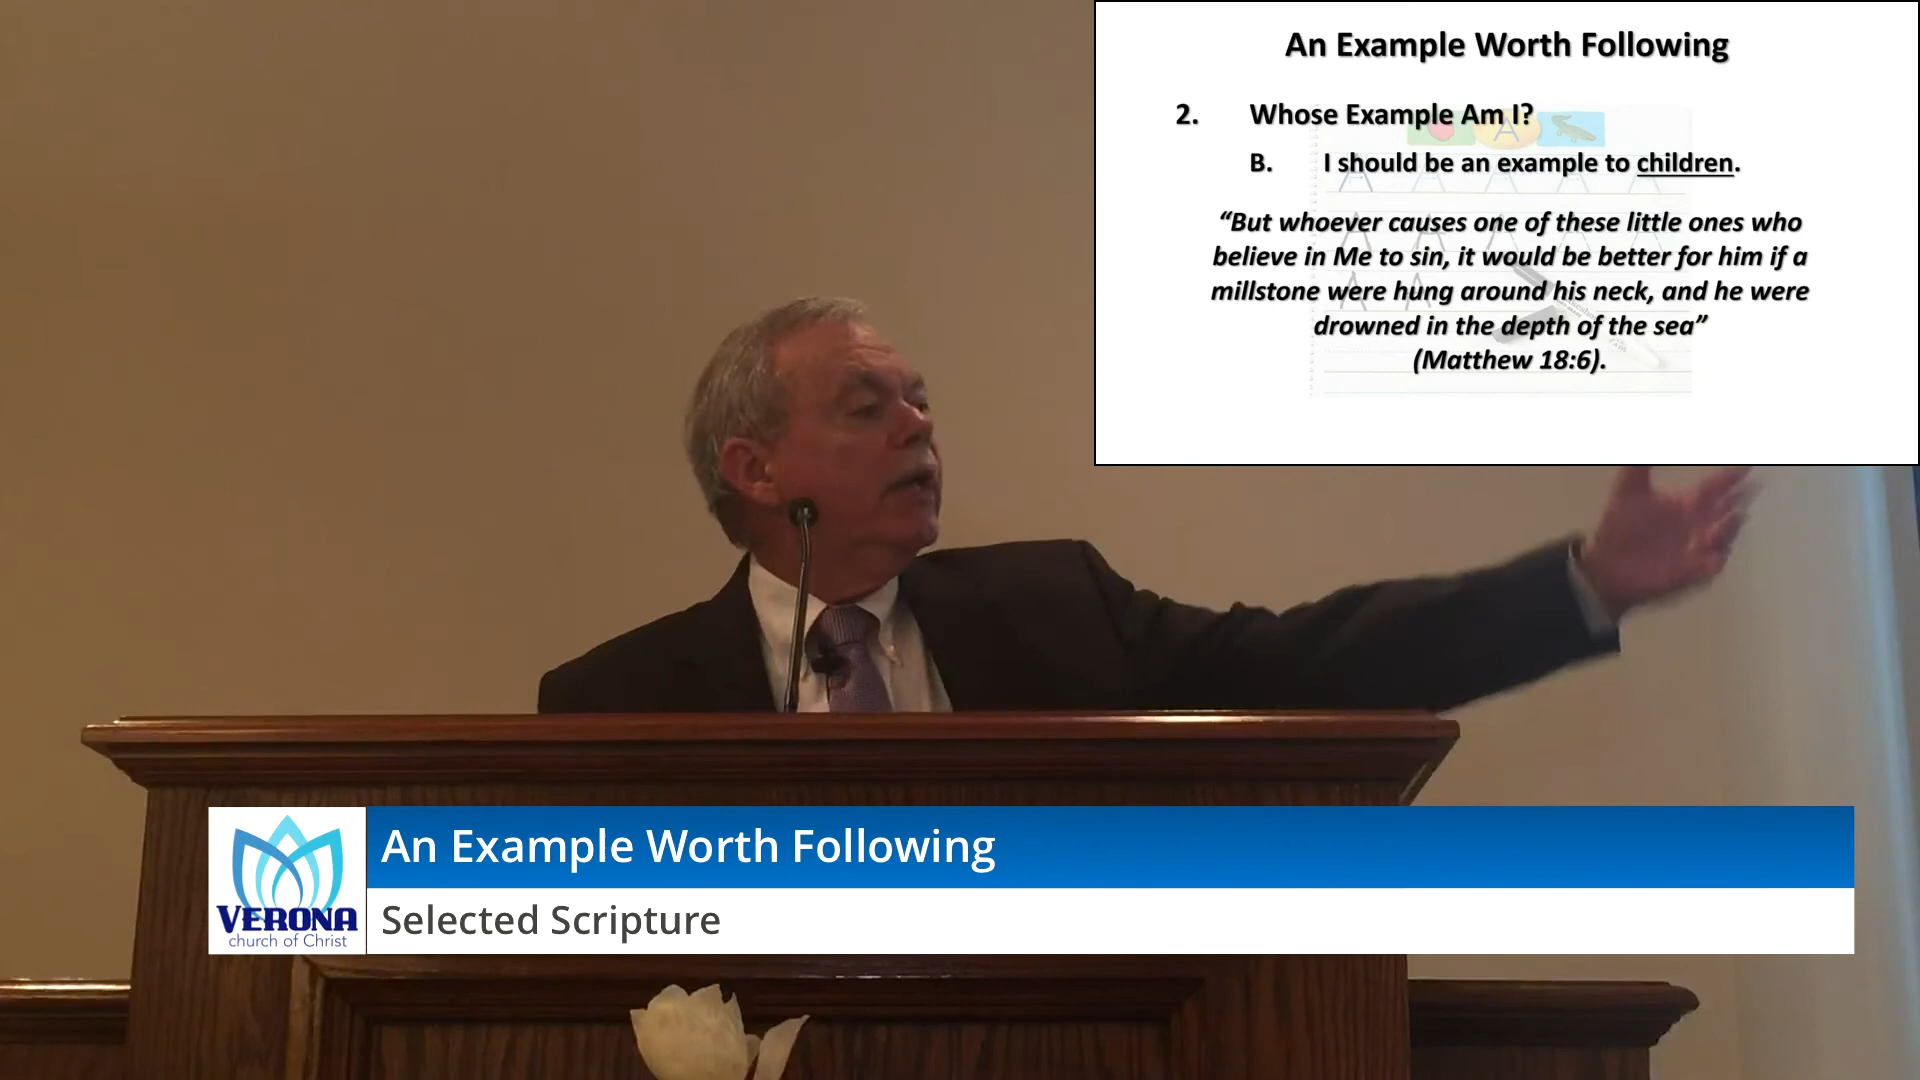 An Example Worth Following
2. Whose Example Am I?
B. I should be an example to children.
“But whoever causes one of these little ones who
believe in Me to sin, it would be better for him if a
millstone were hung around his neck, and he were
drowned in the depth of the sea”
(Matthew 18:6).
An Example Worth Following
VERONA
church of Christ
Selected Scripture